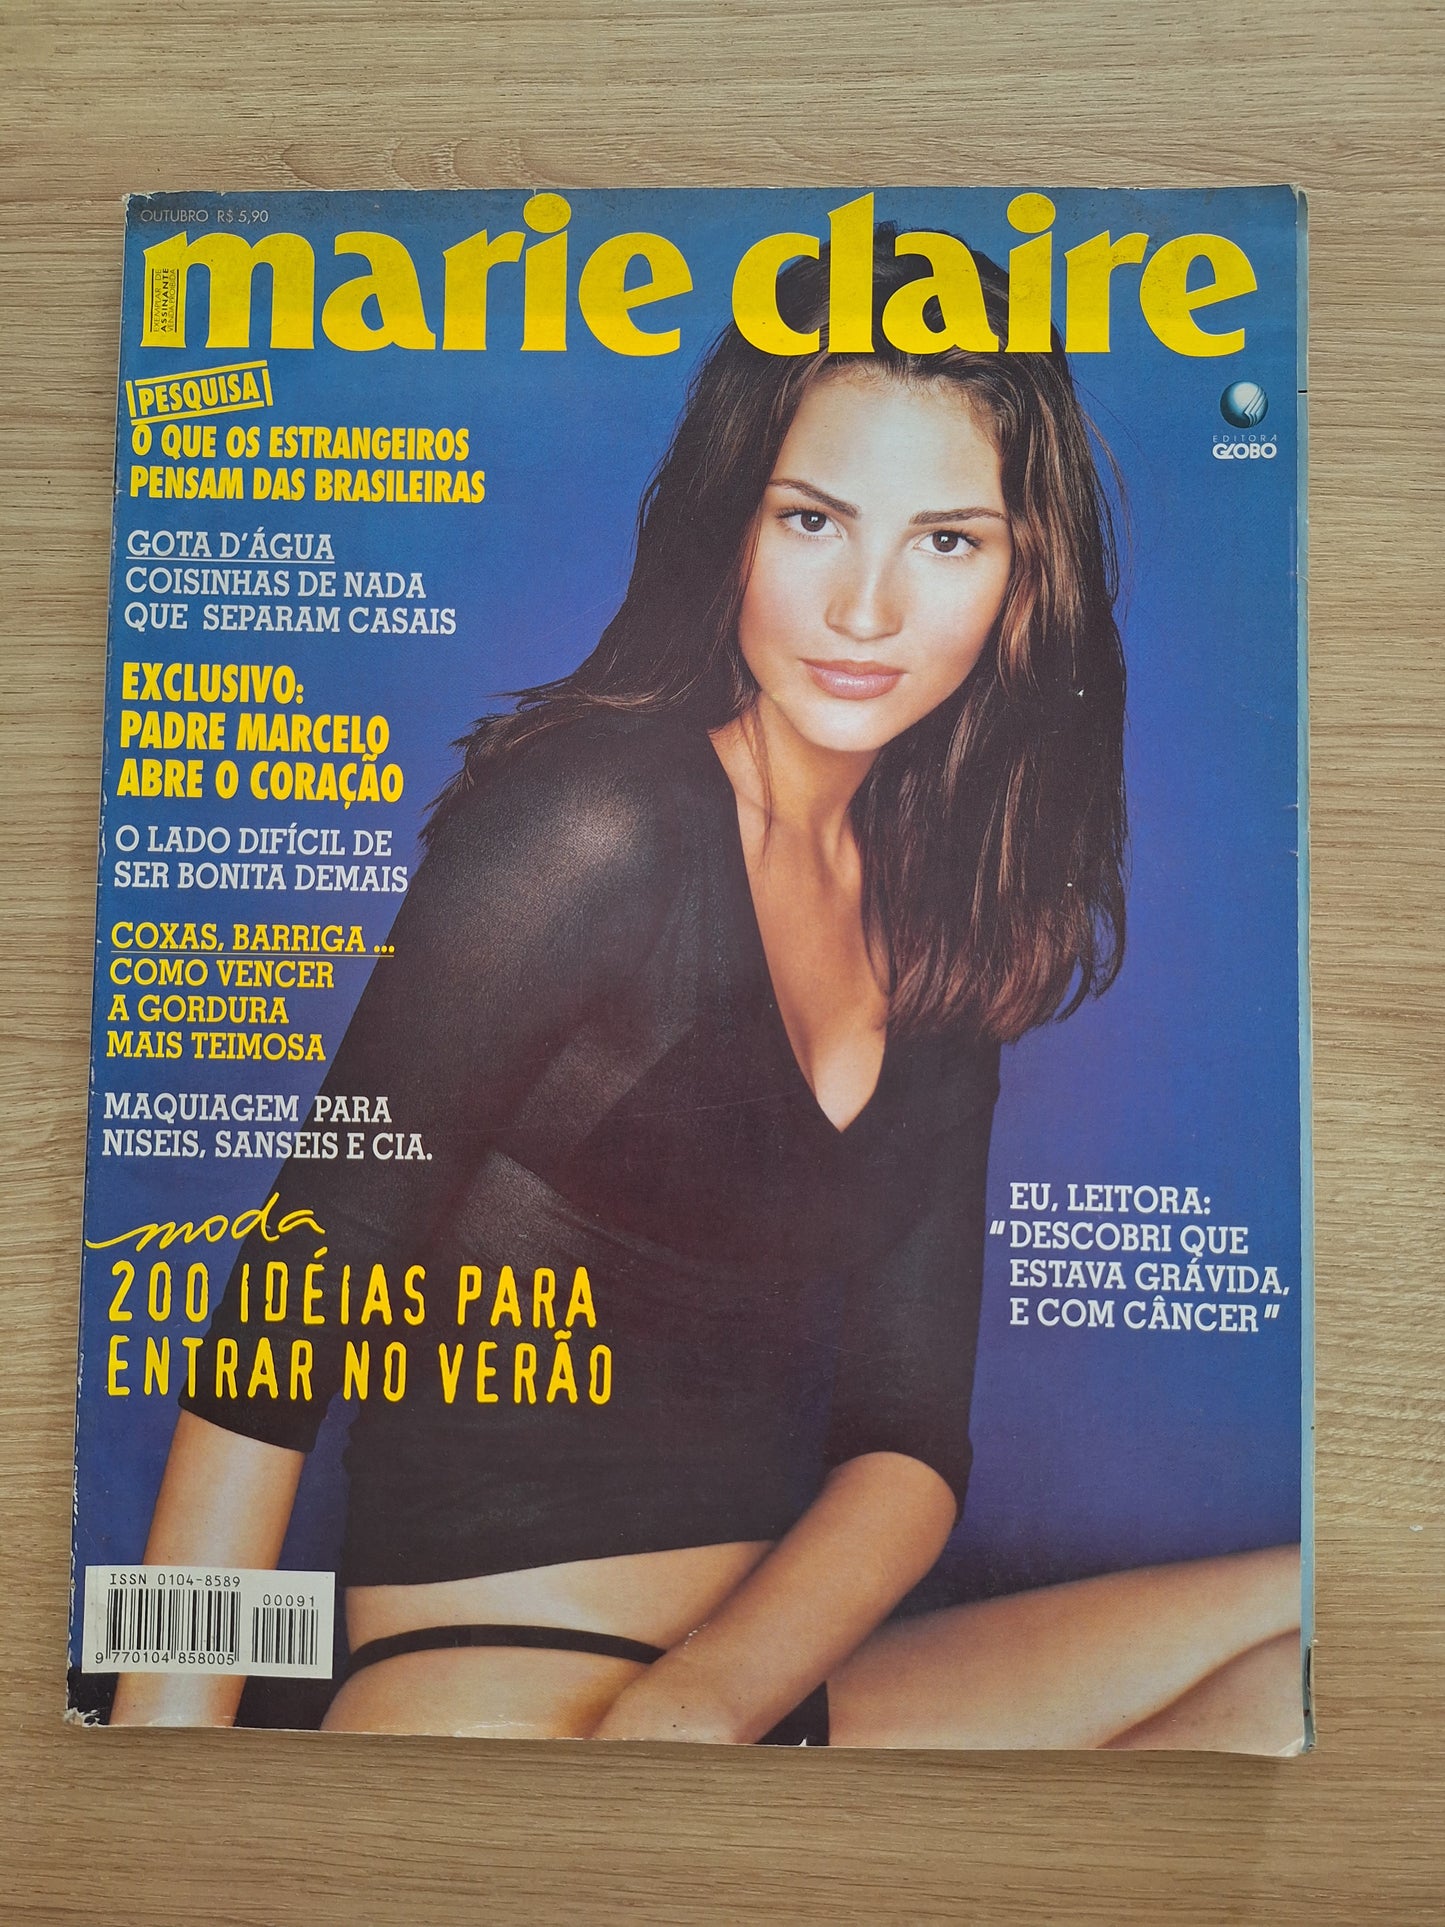 OUTUBRO R$ 5,90
marie claire
EXEMPLAR DE
ASSINANTE
VENDA PROIBIDA
PESQUISA
O QUE OS ESTRANGEIROS
PENSAM DAS BRASILEIRAS
EDITORA
GLOBO
GOTA D'ÁGUA
COISINHAS DE NADA
QUE SEPARAM CASAIS
EXCLUSIVO:
PADRE MARCELO
ABRE O CORAÇÃO
O LADO DIFÍCIL DE
SER BONITA DEMAIS
COXAS, BARRIGA ...
COMO VENCER
A GORDURA
MAIS TEIMOSA
MAQUIAGEM PARA
NISEIS, SANSEIS E CIA.
moda
200 IDÉIAS PARA
ENTRAR NO VERÃO
EU, LEITORA:
"DESCOBRI QUE
ESTAVA GRÁVIDA,
E COM CÂNCER"
ISSN 0104-8589
00091
9 770104 858005